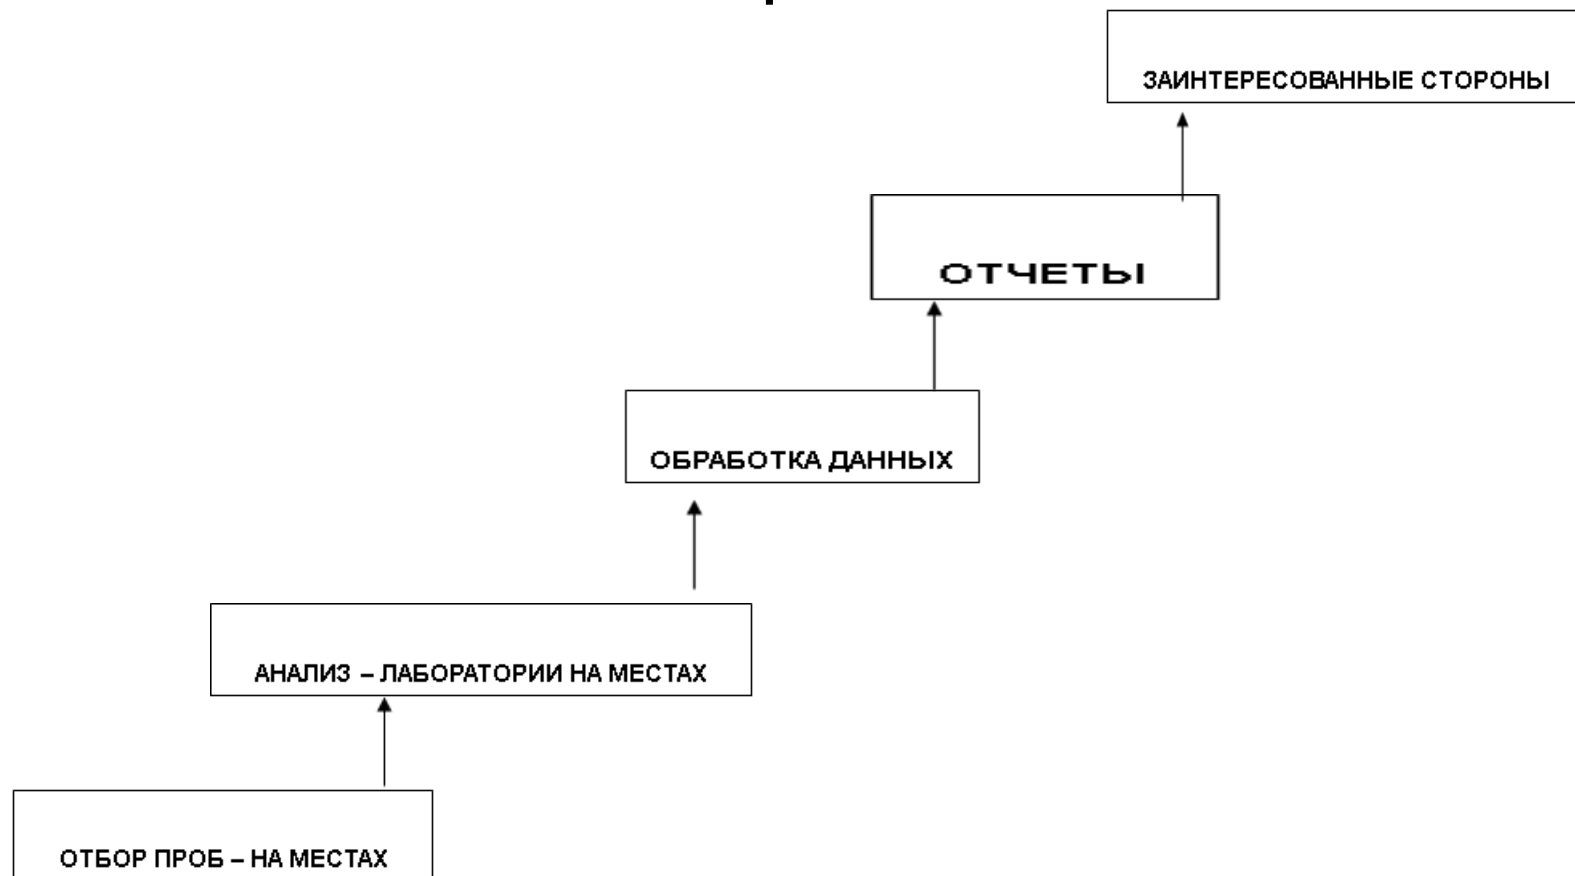 ЗАИНТЕРЕСОВАННЫЕ СТОРОНЫ
ОТЧЕТЫ
ОБРАБОТКА ДАННЫХ
АНАЛИЗ – ЛАБОРАТОРИИ НА МЕСТАХ
ОТБОР ПРОБ – НА МЕСТАХ